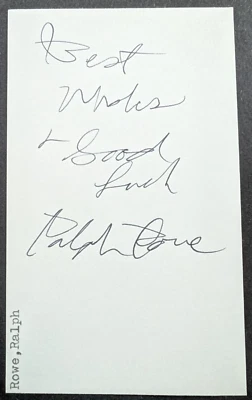 Best
Wishes
+ Good
Luck
Ralph Rowe
Rowe,Ralph